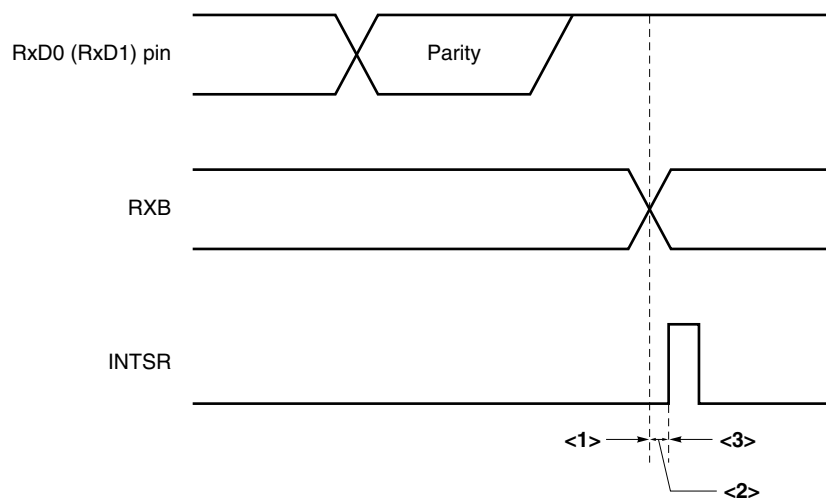 RxD0 (RxD1) pin
Parity
RXB
INTSR
<1>
<3>
<2>